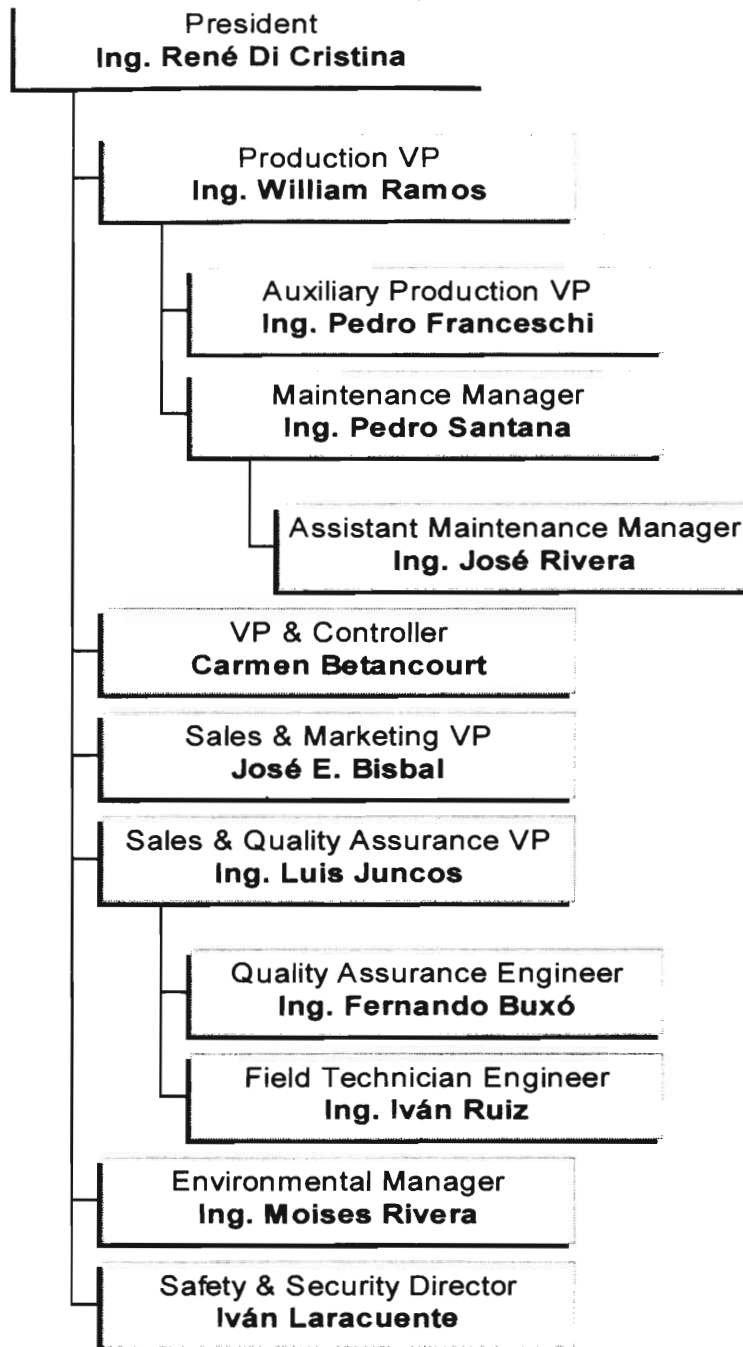 President
Ing. René Di Cristina
Production VP
Ing. William Ramos
Auxiliary Production VP
Ing. Pedro Franceschi
Maintenance Manager
Ing. Pedro Santana
Assistant Maintenance Manager
Ing. José Rivera
VP & Controller
Carmen Betancourt
Sales & Marketing VP
José E. Bisbal
Sales & Quality Assurance VP
Ing. Luis Juncos
Quality Assurance Engineer
Ing. Fernando Buxó
Field Technician Engineer
Ing. Iván Ruiz
Environmental Manager
Ing. Moises Rivera
Safety & Security Director
Iván Laracuente